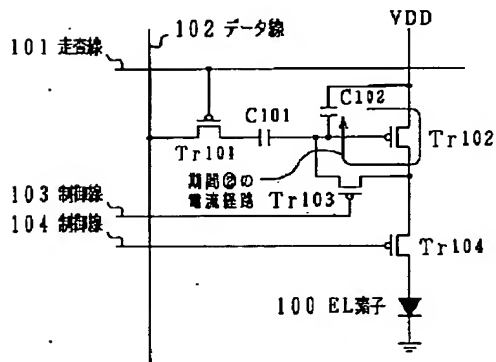 102 データ線
VDD
101 走査線
C101
C102
Tr101
Tr102
期間②の
電流経路
Tr103
103 制御線
104 制御線
Tr104
100 EL素子